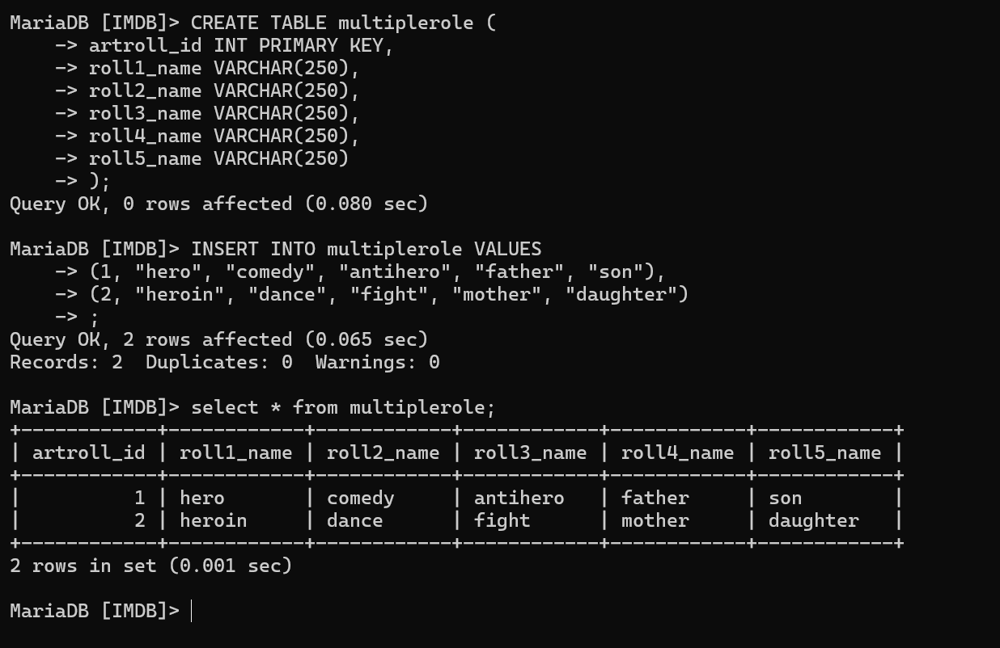 MariaDB [IMDB]> CREATE TABLE multiplerole (
    -> artroll_id INT PRIMARY KEY,
    -> roll1_name VARCHAR(250),
    -> roll2_name VARCHAR(250),
    -> roll3_name VARCHAR(250),
    -> roll4_name VARCHAR(250),
    -> roll5_name VARCHAR(250)
    -> );
Query OK, 0 rows affected (0.080 sec)

MariaDB [IMDB]> INSERT INTO multiplerole VALUES
    -> (1, "hero", "comedy", "antihero", "father", "son"),
    -> (2, "heroin", "dance", "fight", "mother", "daughter")
    -> ;
Query OK, 2 rows affected (0.065 sec)
Records: 2  Duplicates: 0  Warnings: 0

MariaDB [IMDB]> select * from multiplerole;
+------------+------------+------------+------------+------------+------------+
| artroll_id | roll1_name | roll2_name | roll3_name | roll4_name | roll5_name |
+------------+------------+------------+------------+------------+------------+
|          1 | hero       | comedy     | antihero   | father     | son        |
|          2 | heroin     | dance      | fight      | mother     | daughter   |
+------------+------------+------------+------------+------------+------------+
2 rows in set (0.001 sec)

MariaDB [IMDB]>